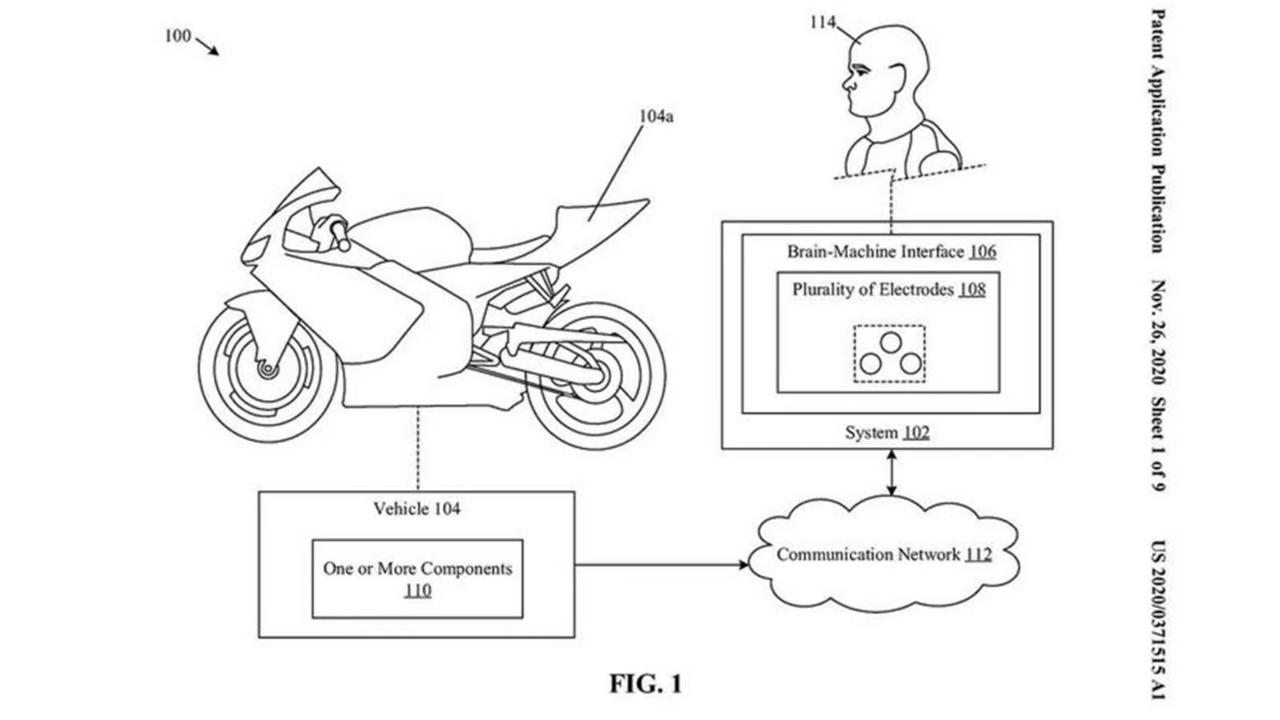 100
114
104a
Brain-Machine Interface 106
Plurality of Electrodes 108
System 102
Vehicle 104
One or More Components
110
Communication Network 112
FIG. 1
Patent Application Publication Nov. 26, 2020 Sheet 1 of 9 US 2020/0371515 A1